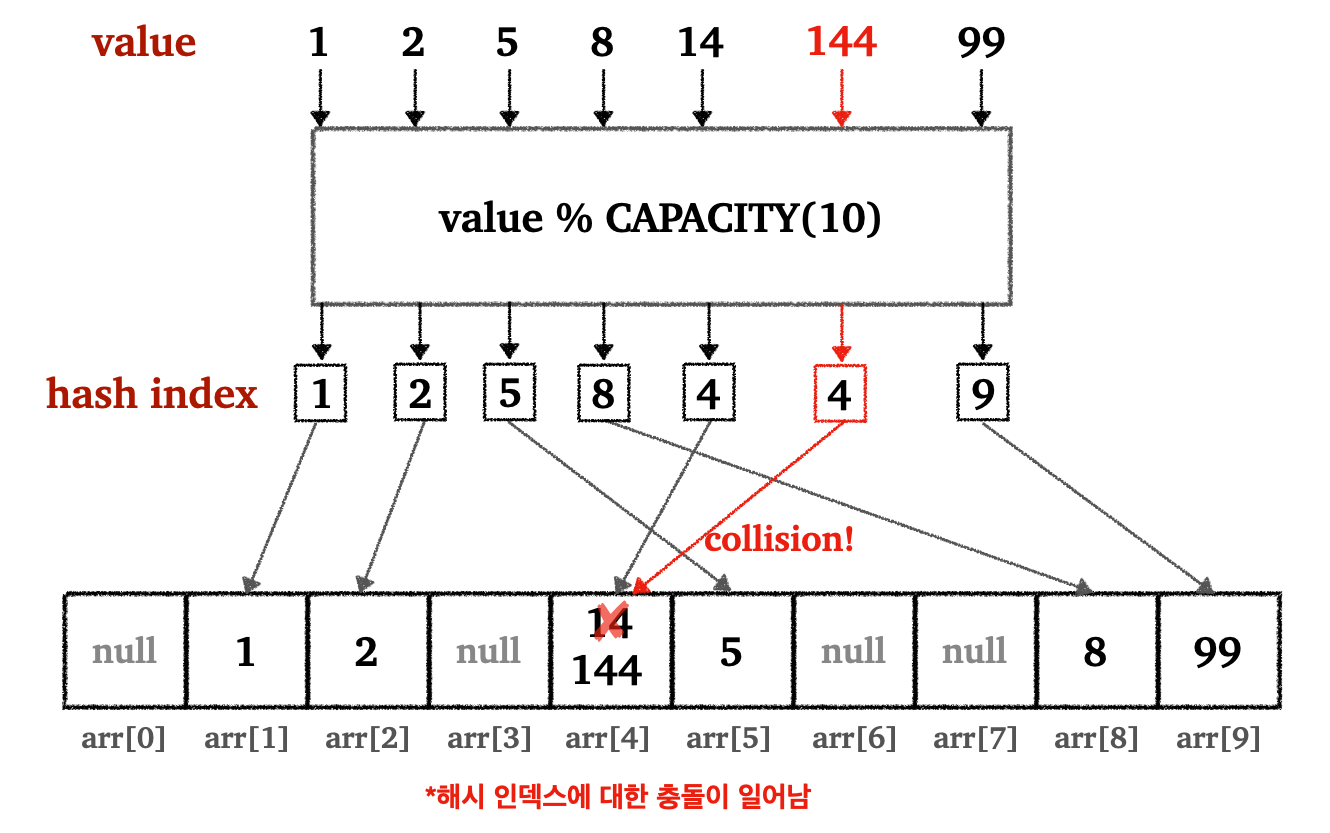 value 1 2 5 8 14 144 99
value % CAPACITY(10)
hash index 1 2 5 8 4 4 9
collision!
14
null 1 2 null 144 5 null null 8 99
arr[0] arr[1] arr[2] arr[3] arr[4] arr[5] arr[6] arr[7] arr[8] arr[9]
*해시 인덱스에 대한 충돌이 일어남